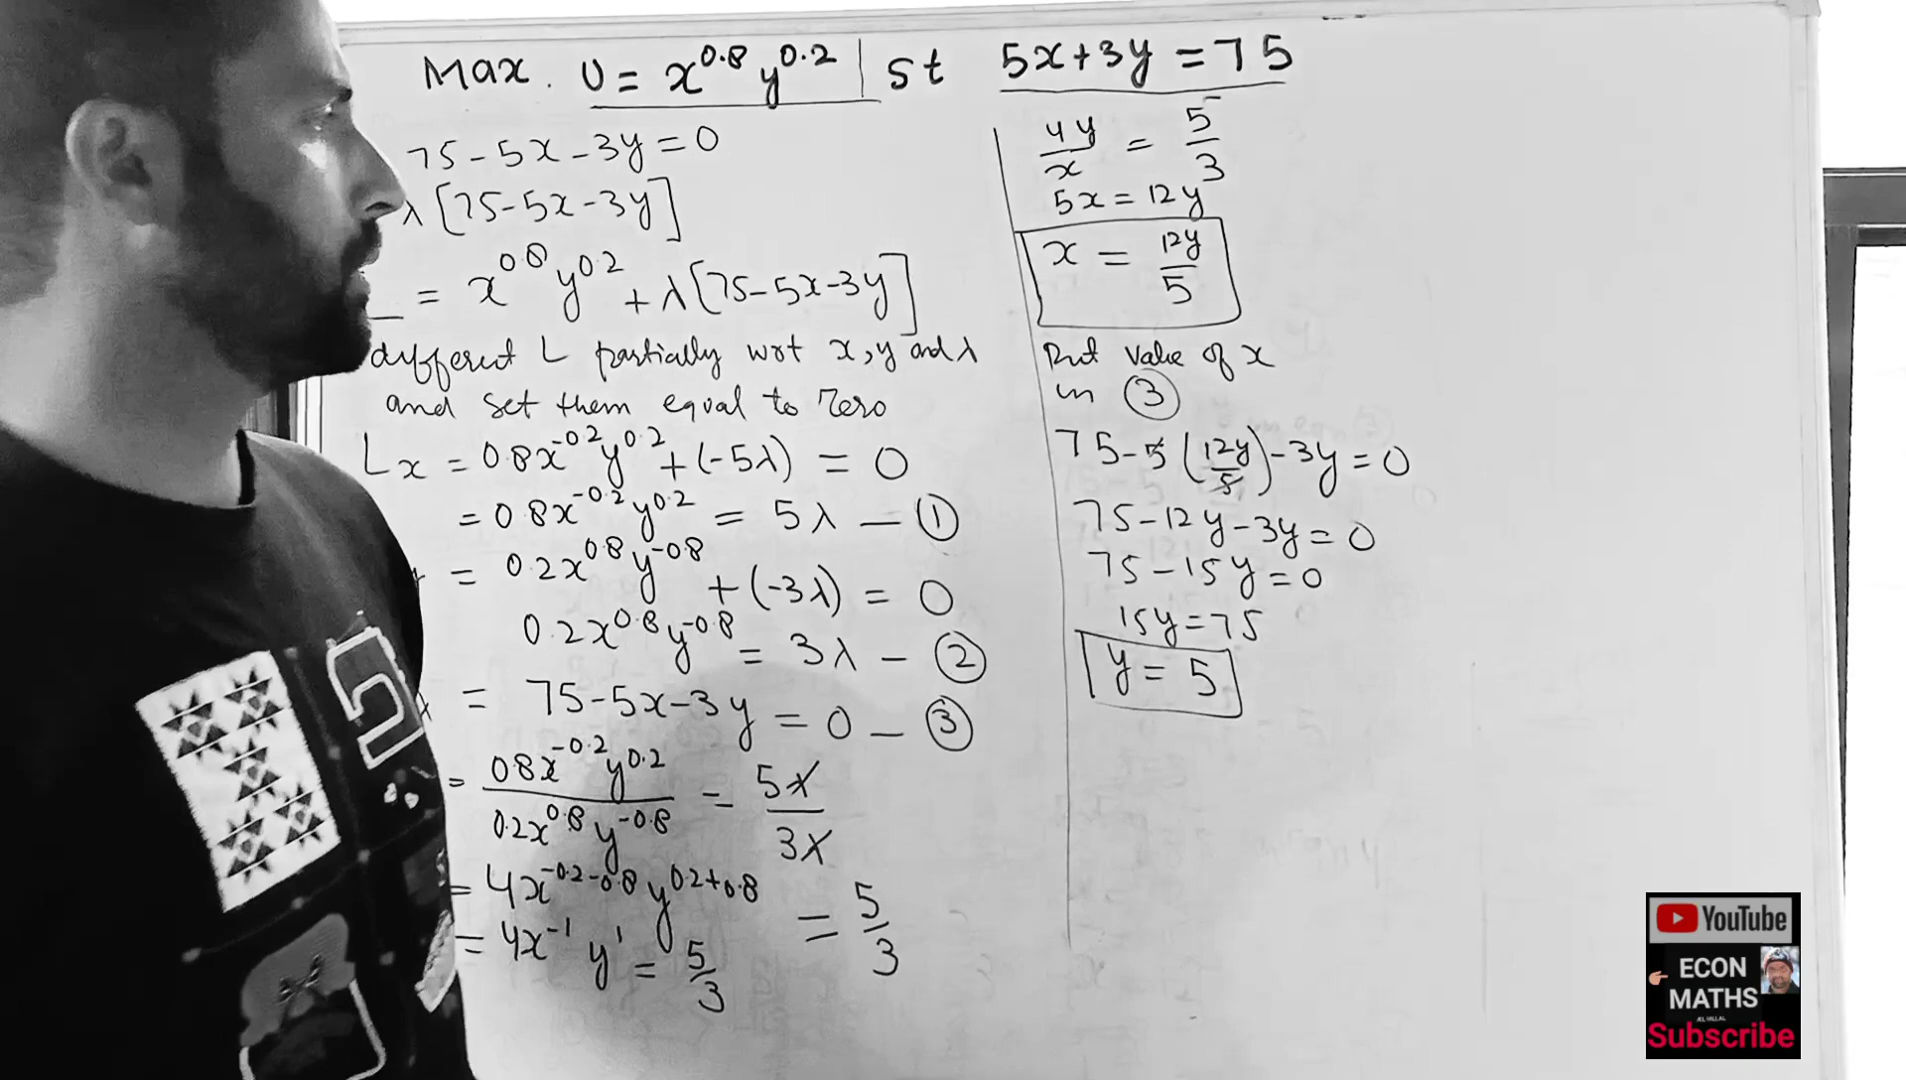 Max. U = x^0.8 y^0.2 | st 5x+3y = 75
75-5x-3y=0
λ[75-5x-3y]
= x^0.8 y^0.2 + λ[75-5x-3y]
different L partially wrt x, y and λ
and set them equal to Zero
Lx = 0.8x^-0.2 y^0.2 + (-5λ) = 0
= 0.8x^-0.2 y^0.2 = 5λ — ①
= 0.2x^0.8 y^-0.8 + (-3λ) = 0
0.2x^0.8 y^-0.8 = 3λ — ②
= 75-5x-3y = 0 — ③
= 0.8x^-0.2 y^0.2 / 0.2x^0.8 y^-0.8 = 5λ / 3λ
= 4x^-0.2-0.8 y^0.2+0.8 = 5/3
= 4x^-1 y^1 = 5/3
4y/x = 5/3
5x = 12y
x = 12y/5
Put value of x
in ③
75-5(12y/5)-3y=0
75-12y-3y=0
75-15y=0
15y=75
y = 5
YouTube
ECON
MATHS
Subscribe